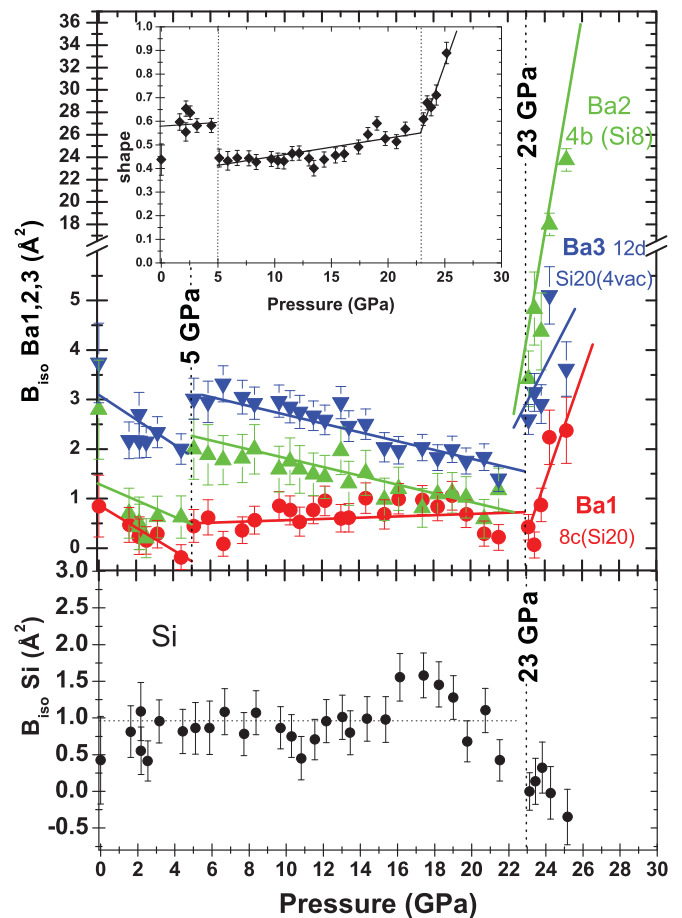 36
34
32
30
28
26
24
22
20
18
5
4
3
2
1
0
B_iso Ba1,2,3 (Å²)
1.0
0.9
0.8
0.7
0.6
0.5
0.4
0.3
0.2
0.1
0.0
shape
0 5 10 15 20 25 30
Pressure (GPa)
5 GPa
23 GPa
Ba2
4b (Si8)
Ba3 12d
Si20(4vac)
Ba1
8c(Si20)
3.0
2.5
2.0
1.5
1.0
0.5
0.0
-0.5
B_iso Si (Å²)
Si
23 GPa
0 2 4 6 8 10 12 14 16 18 20 22 24 26 28 30
Pressure (GPa)